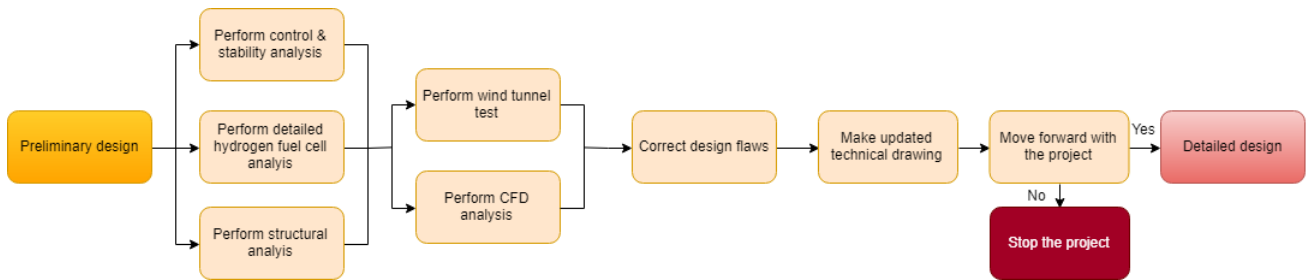 Preliminary design
Perform control &
stability analysis
Perform detailed
hydrogen fuel cell
analyis
Perform structural
analyis
Perform wind tunnel
test
Perform CFD
analysis
Correct design flaws
Make updated
technical drawing
Move forward with
the project
Yes
Detailed design
No
Stop the project